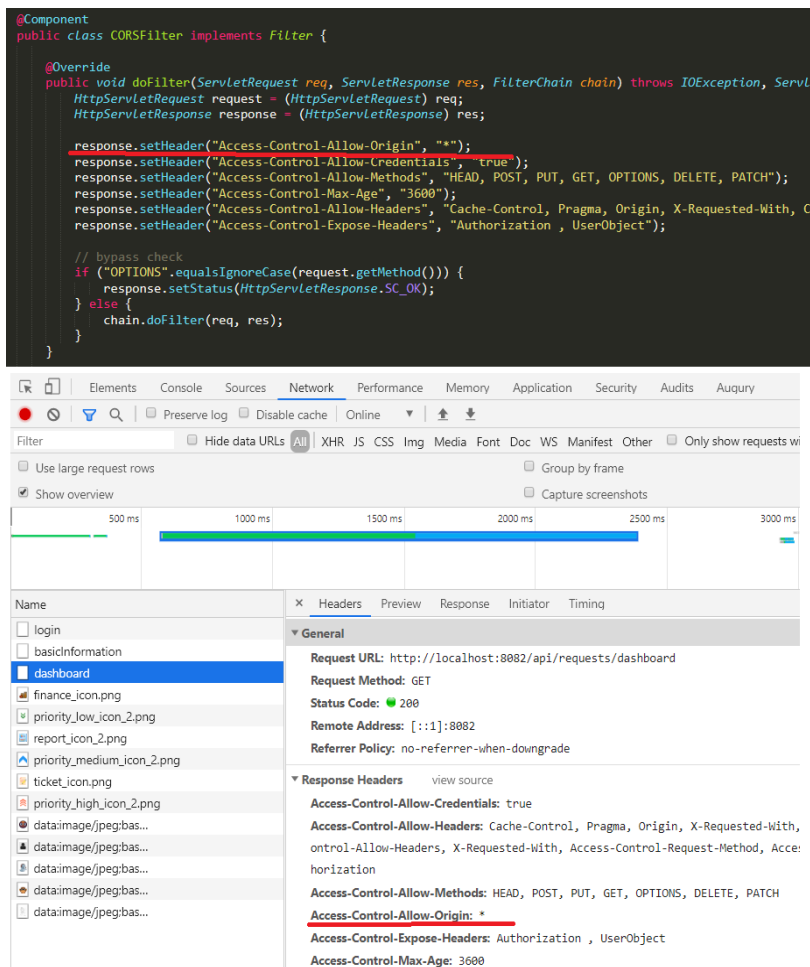 @Component
public class CORSFilter implements Filter {
@Override
public void doFilter(ServletRequest req, ServletResponse res, FilterChain chain) throws IOException, Servl
HttpServletRequest request = (HttpServletRequest) req;
HttpServletResponse response = (HttpServletResponse) res;
response.setHeader("Access-Control-Allow-Origin", "*");
response.setHeader("Access-Control-Allow-Credentials", "true");
response.setHeader("Access-Control-Allow-Methods", "HEAD, POST, PUT, GET, OPTIONS, DELETE, PATCH");
response.setHeader("Access-Control-Max-Age", "3600");
response.setHeader("Access-Control-Allow-Headers", "Cache-Control, Pragma, Origin, X-Requested-With, C
response.setHeader("Access-Control-Expose-Headers", "Authorization , UserObject");
// bypass check
if ("OPTIONS".equalsIgnoreCase(request.getMethod())) {
response.setStatus(HttpServletResponse.SC_OK);
} else {
chain.doFilter(req, res);
}
}
Elements Console Sources Network Performance Memory Application Security Audits Augury
Preserve log Disable cache Online
Filter Hide data URLs All XHR JS CSS Img Media Font Doc WS Manifest Other Only show requests wi
Use large request rows Group by frame
Show overview Capture screenshots
500 ms 1000 ms 1500 ms 2000 ms 2500 ms 3000 ms
Name × Headers Preview Response Initiator Timing
login
basicInformation
dashboard
finance_icon.png
priority_low_icon_2.png
report_icon_2.png
priority_medium_icon_2.png
ticket_icon.png
priority_high_icon_2.png
data:image/jpeg;bas...
data:image/jpeg;bas...
data:image/jpeg;bas...
data:image/jpeg;bas...
data:image/jpeg;bas...
General
Request URL: http://localhost:8082/api/requests/dashboard
Request Method: GET
Status Code: 200
Remote Address: [::1]:8082
Referrer Policy: no-referrer-when-downgrade
Response Headers view source
Access-Control-Allow-Credentials: true
Access-Control-Allow-Headers: Cache-Control, Pragma, Origin, X-Requested-With,
ontrol-Allow-Headers, X-Requested-With, Access-Control-Request-Method, Acces
horization
Access-Control-Allow-Methods: HEAD, POST, PUT, GET, OPTIONS, DELETE, PATCH
Access-Control-Allow-Origin: *
Access-Control-Expose-Headers: Authorization , UserObject
Access-Control-Max-Age: 3600